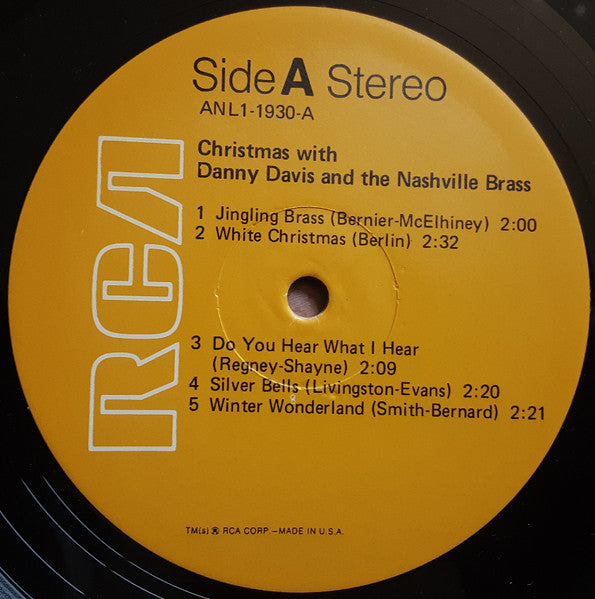 Side A Stereo
ANL1-1930-A
Christmas with
Danny Davis and the Nashville Brass
1 Jingling Brass (Bernier-McElhiney) 2:00
2 White Christmas (Berlin) 2:32
3 Do You Hear What I Hear
(Regney-Shayne) 2:09
4 Silver Bells (Livingston-Evans) 2:20
5 Winter Wonderland (Smith-Bernard) 2:21
RCA
TM(s) ® RCA CORP.—MADE IN U.S.A.